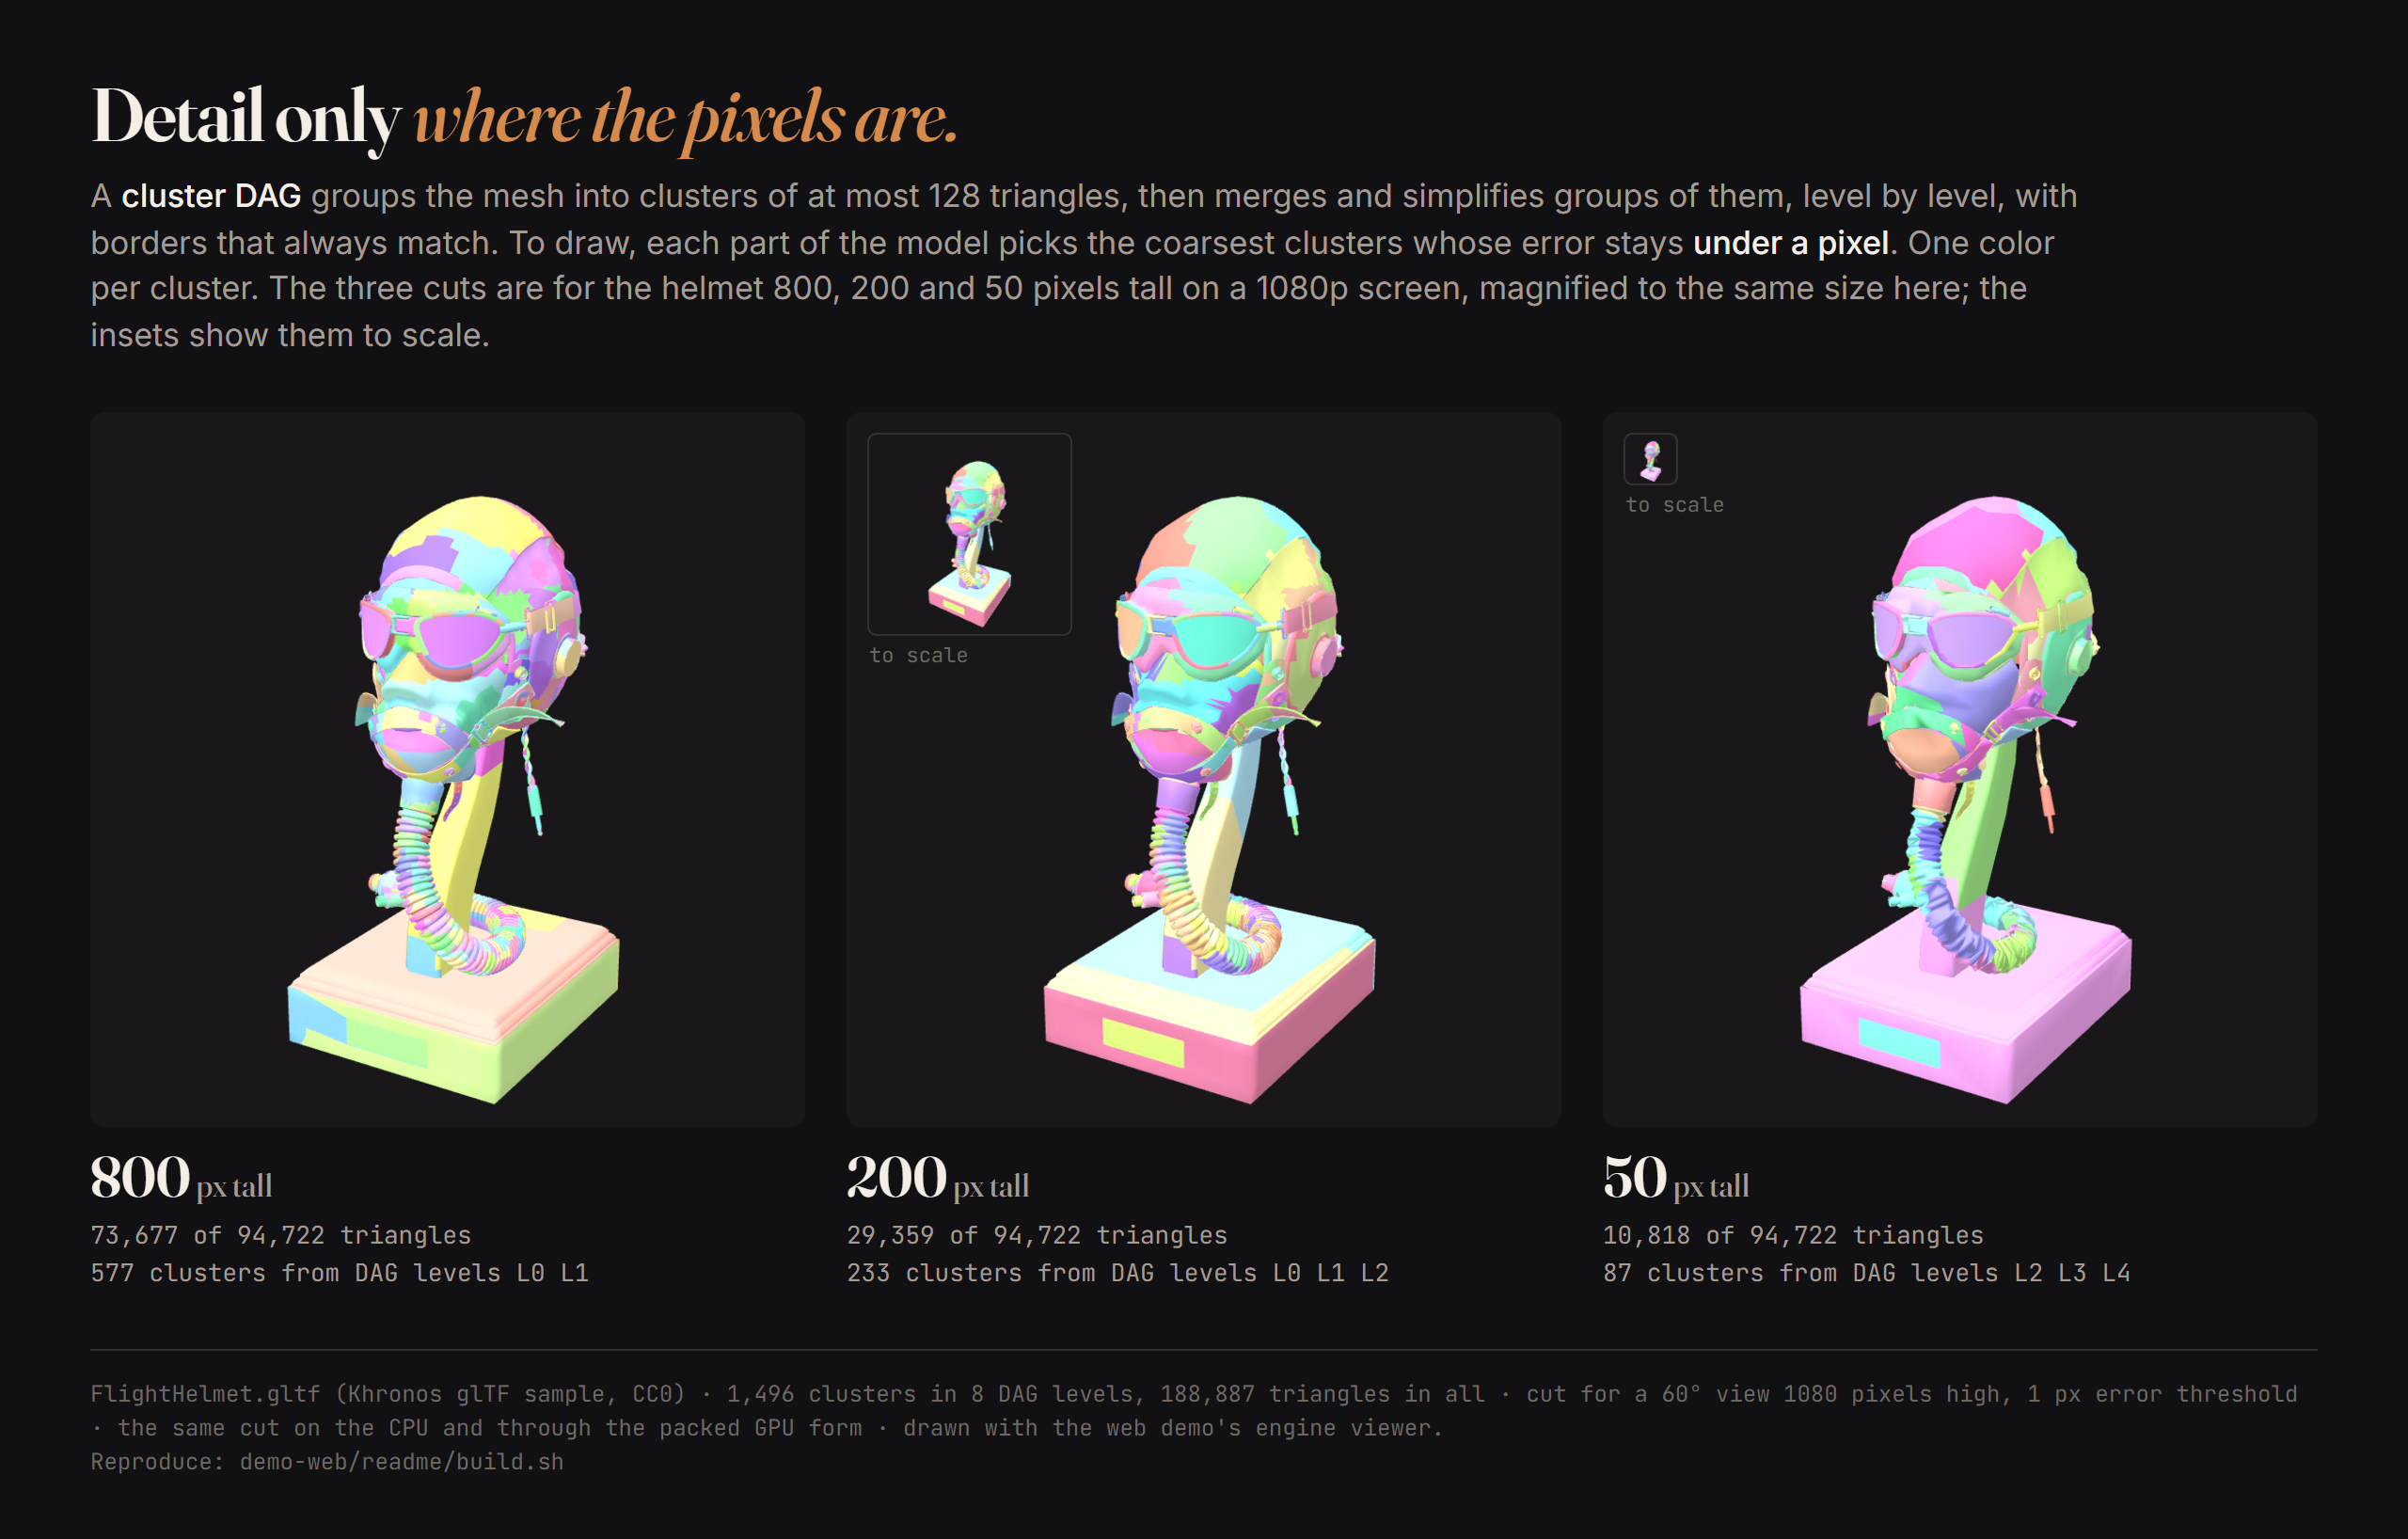 Detail only where the pixels are.
A cluster DAG groups the mesh into clusters of at most 128 triangles, then merges and simplifies groups of them, level by level, with
borders that always match. To draw, each part of the model picks the coarsest clusters whose error stays under a pixel. One color
per cluster. The three cuts are for the helmet 800, 200 and 50 pixels tall on a 1080p screen, magnified to the same size here; the
insets show them to scale.
to scale
to scale
800 px tall
73,677 of 94,722 triangles
577 clusters from DAG levels L0 L1
200 px tall
29,359 of 94,722 triangles
233 clusters from DAG levels L0 L1 L2
50 px tall
10,818 of 94,722 triangles
87 clusters from DAG levels L2 L3 L4
FlightHelmet.gltf (Khronos glTF sample, CC0) · 1,496 clusters in 8 DAG levels, 188,887 triangles in all · cut for a 60° view 1080 pixels high, 1 px error threshold
· the same cut on the CPU and through the packed GPU form · drawn with the web demo's engine viewer.
Reproduce: demo-web/readme/build.sh